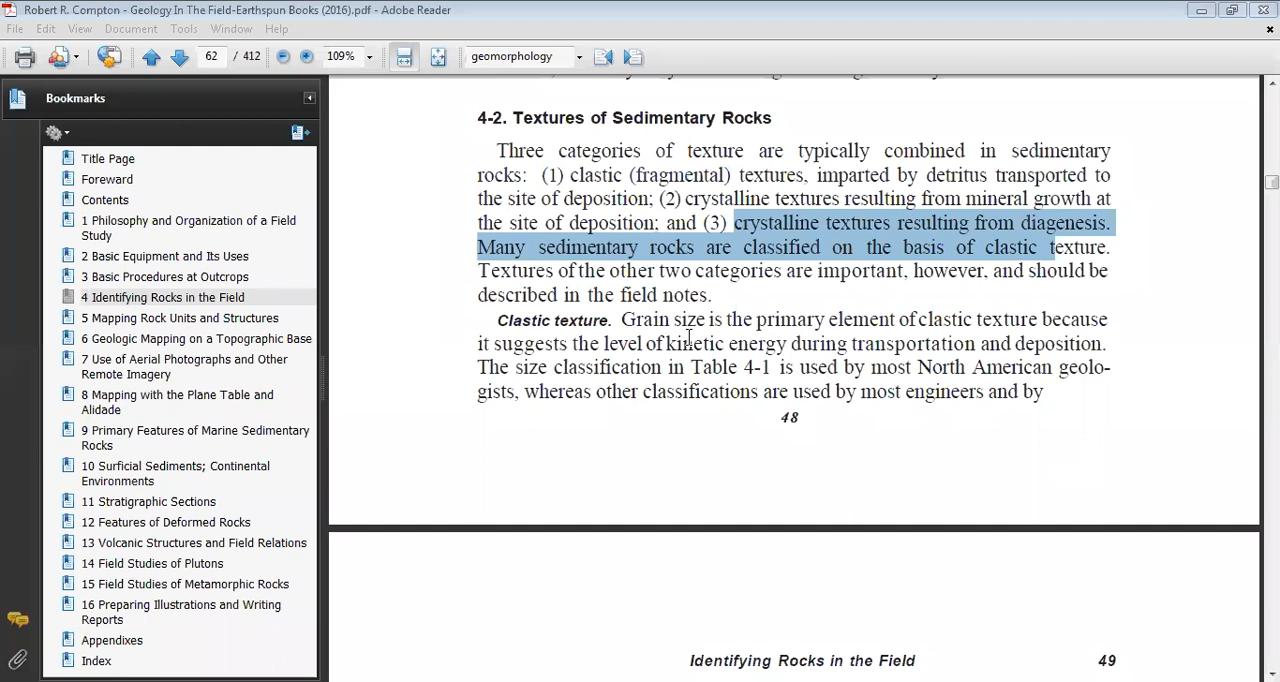 Robert R. Compton - Geology In The Field-Earthspun Books (2016).pdf - Adobe Reader
File Edit View Document Tools Window Help
62 / 412 109% geomorphology
Bookmarks
Title Page
Forward
Contents
1 Philosophy and Organization of a Field
Study
2 Basic Equipment and Its Uses
3 Basic Procedures at Outcrops
4 Identifying Rocks in the Field
5 Mapping Rock Units and Structures
6 Geologic Mapping on a Topographic Base
7 Use of Aerial Photographs and Other
Remote Imagery
8 Mapping with the Plane Table and
Alidade
9 Primary Features of Marine Sedimentary
Rocks
10 Surficial Sediments; Continental
Environments
11 Stratigraphic Sections
12 Features of Deformed Rocks
13 Volcanic Structures and Field Relations
14 Field Studies of Plutons
15 Field Studies of Metamorphic Rocks
16 Preparing Illustrations and Writing
Reports
Appendixes
Index
4-2. Textures of Sedimentary Rocks
Three categories of texture are typically combined in sedimentary
rocks: (1) clastic (fragmental) textures, imparted by detritus transported to
the site of deposition; (2) crystalline textures resulting from mineral growth at
the site of deposition; and (3) crystalline textures resulting from diagenesis.
Many sedimentary rocks are classified on the basis of clastic texture.
Textures of the other two categories are important, however, and should be
described in the field notes.
Clastic texture. Grain size is the primary element of clastic texture because
it suggests the level of kinetic energy during transportation and deposition.
The size classification in Table 4-1 is used by most North American geolo-
gists, whereas other classifications are used by most engineers and by
48
Identifying Rocks in the Field 49